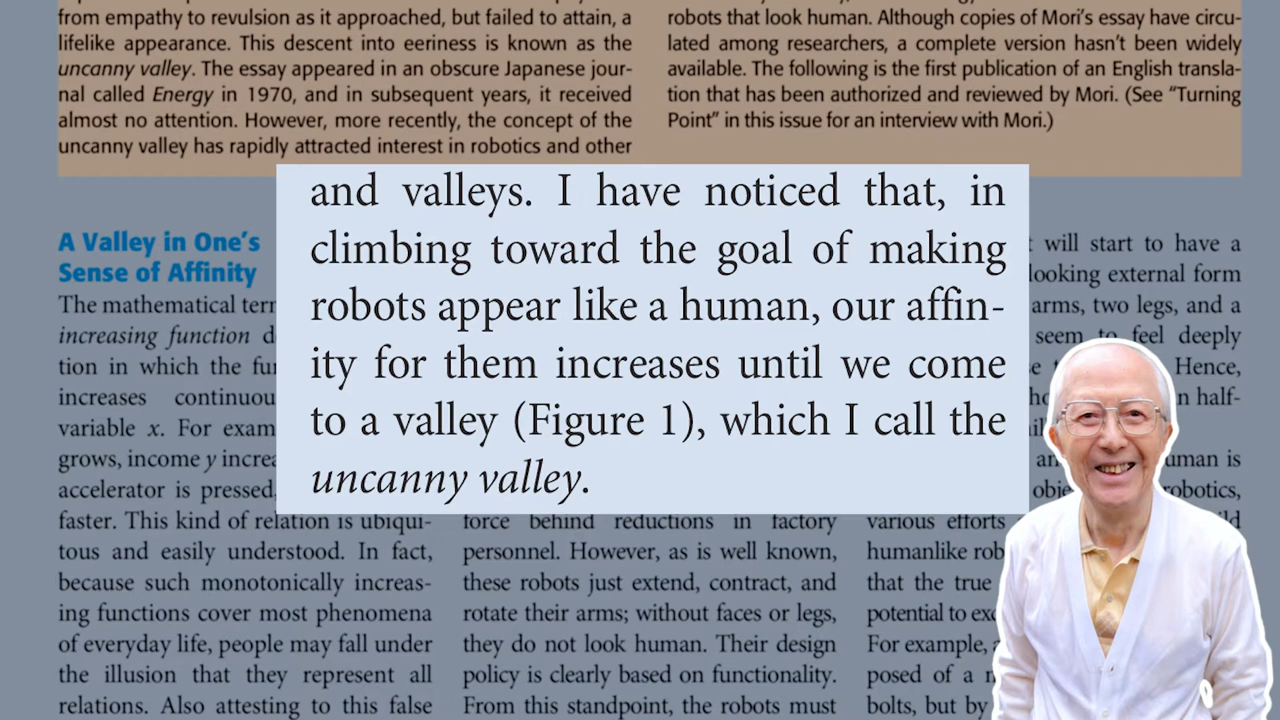 from empathy to revulsion as it approached, but failed to attain, a
lifelike appearance. This descent into eeriness is known as the
uncanny valley. The essay appeared in an obscure Japanese jour-
nal called Energy in 1970, and in subsequent years, it received
almost no attention. However, more recently, the concept of the
uncanny valley has rapidly attracted interest in robotics and other
robots that look human. Although copies of Mori's essay have circu-
lated among researchers, a complete version hasn't been widely
available. The following is the first publication of an English transla-
tion that has been authorized and reviewed by Mori. (See "Turning
Point" in this issue for an interview with Mori.)
and valleys. I have noticed that, in
climbing toward the goal of making
robots appear like a human, our affin-
ity for them increases until we come
to a valley (Figure 1), which I call the
uncanny valley.
A Valley in One's
Sense of Affinity
The mathematical
increasing function
tion in which the
increases
variable x. For
grows, income y
accelerator is pressed,
faster. This kind of relation is ubiqui-
tous and easily understood. In fact,
because such monotonically increas-
ing functions cover most phenomena
of everyday life, people may fall under
the illusion that they represent all
relations. Also attesting to this false
force behind reductions in factory
personnel. However, as is well known,
these robots just extend, contract, and
rotate their arms; without faces or legs,
they do not look human. Their design
policy is clearly based on functionality.
From this standpoint, the robots must
will start to have a
looking external form
arms, two legs, and a
seem to feel deeply
Hence,
n half-
is
robotics,
various efforts
humanlike
that the true
potential to
For example,
posed of a
bolts, but by